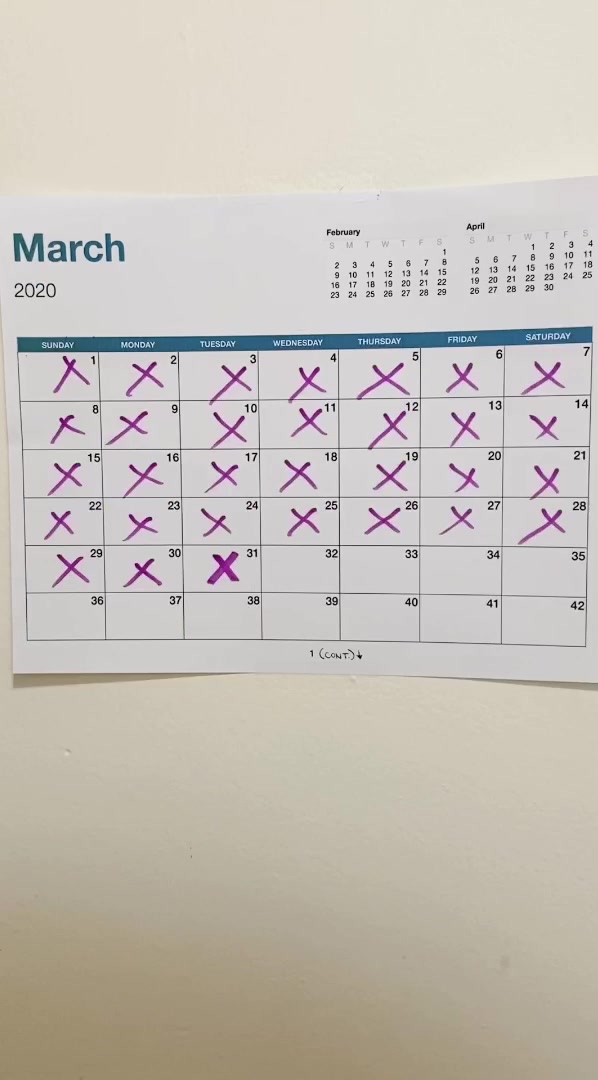 March
2020
February
S M T W T F S
1
2 3 4 5 6 7 8
9 10 11 12 13 14 15
16 17 18 19 20 21 22
23 24 25 26 27 28 29
April
S M T W T F S
1 2 3 4
5 6 7 8 9 10 11
12 13 14 15 16 17 18
19 20 21 22 23 24 25
26 27 28 29 30
SUNDAY MONDAY TUESDAY WEDNESDAY THURSDAY FRIDAY SATURDAY
1 2 3 4 5 6 7
8 9 10 11 12 13 14
15 16 17 18 19 20 21
22 23 24 25 26 27 28
29 30 31 32 33 34 35
36 37 38 39 40 41 42
1 (CONT.)↓